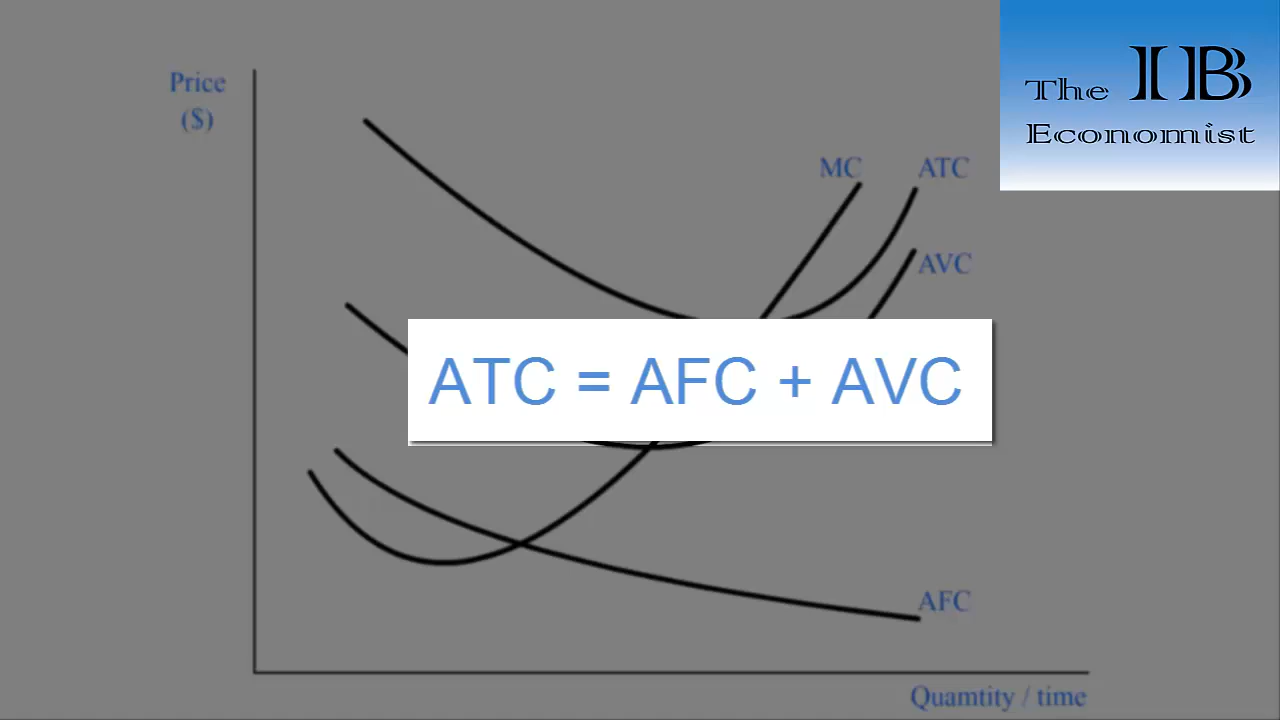 The IB
Economist
Price
($)
MC
ATC
AVC
ATC = AFC + AVC
AFC
Quamtity / time